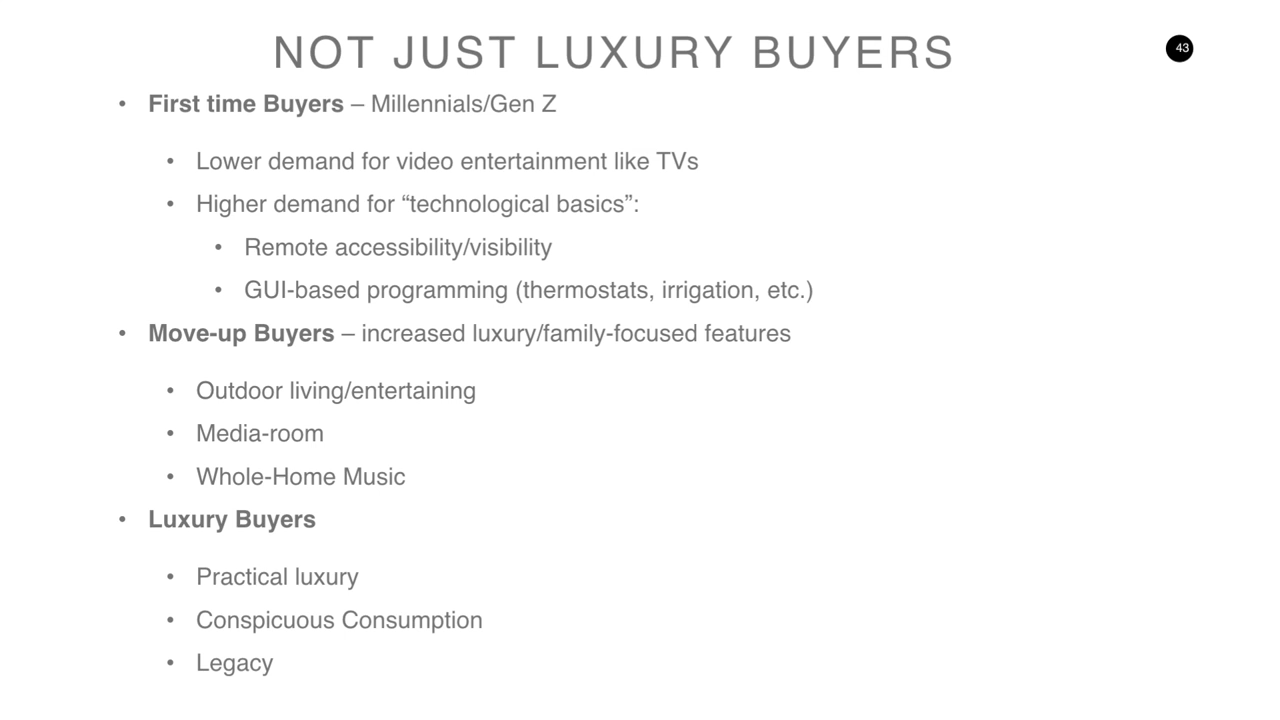 NOT JUST LUXURY BUYERS
43
• First time Buyers – Millennials/Gen Z
• Lower demand for video entertainment like TVs
• Higher demand for “technological basics”:
• Remote accessibility/visibility
• GUI-based programming (thermostats, irrigation, etc.)
• Move-up Buyers – increased luxury/family-focused features
• Outdoor living/entertaining
• Media-room
• Whole-Home Music
• Luxury Buyers
• Practical luxury
• Conspicuous Consumption
• Legacy